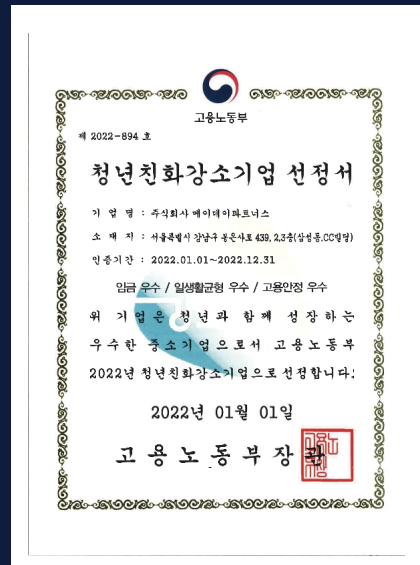 고용노동부
제 2022-894 호
청년친화강소기업 선정서
기 업 명 : 주식회사 메이데이파트너스
소 재 지 : 서울특별시 강남구 봉은사로 439, 2,3층(삼성동,CC빌딩)
인증기간 : 2022.01.01~2022.12.31
임금 우수 / 일생활균형 우수 / 고용안정 우수
위 기업은 청년과 함께 성장하는
우수한 중소기업으로서 고용노동부
2022년 청년친화강소기업으로 선정합니다.
2022년 01월 01일
고용노동부장관